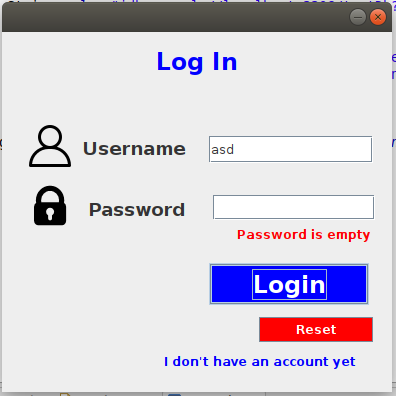 Log In
Username
asd
Password
Password is empty
Login
Reset
I don't have an account yet